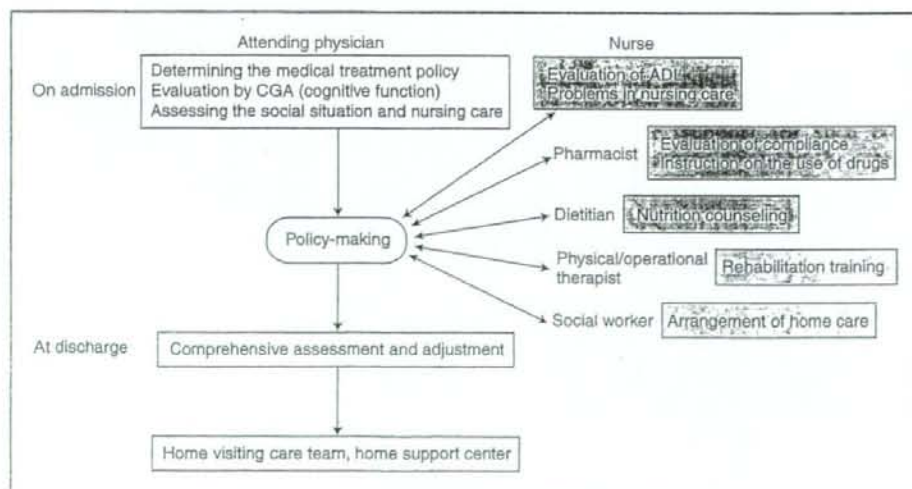 Attending physician
Nurse
On admission
Determining the medical treatment policy
Evaluation by CGA (cognitive function)
Assessing the social situation and nursing care
Evaluation of ADL
Problems in nursing care
Pharmacist
Evaluation of compliance
Instruction on the use of drugs
Dietitian
Nutrition counseling
Policy-making
Physical/operational
therapist
Rehabilitation training
Social worker
Arrangement of home care
At discharge
Comprehensive assessment and adjustment
Home visiting care team, home support center